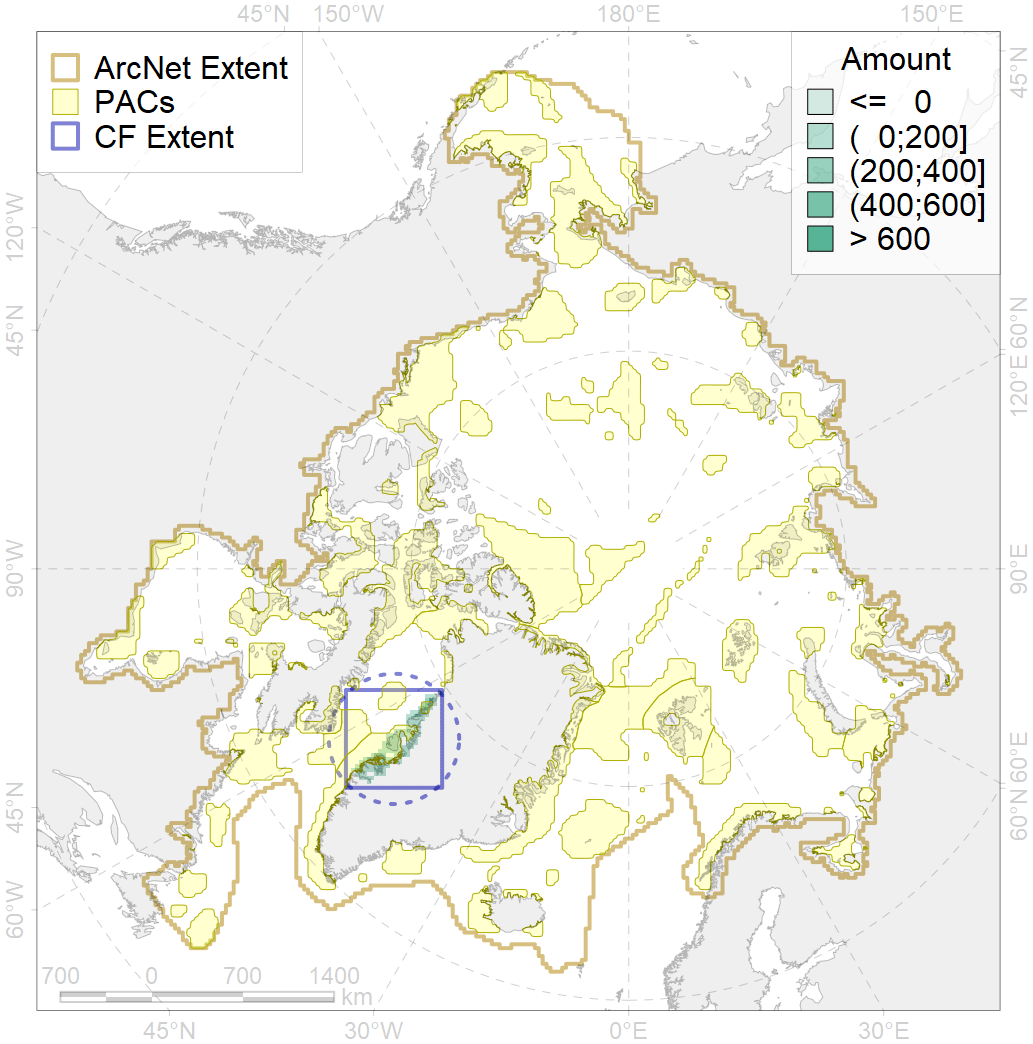 45°N 150°W 180°E 150°E
ArcNet Extent
PACs
CF Extent
Amount
<= 0
( 0;200]
(200;400]
(400;600]
> 600
45°N
120°W
45°N
90°W
45°N
60°W
60°N
120°E
90°E
60°E
60°N
700 0 700 1400
km
45°N 30°W 0°E 30°E